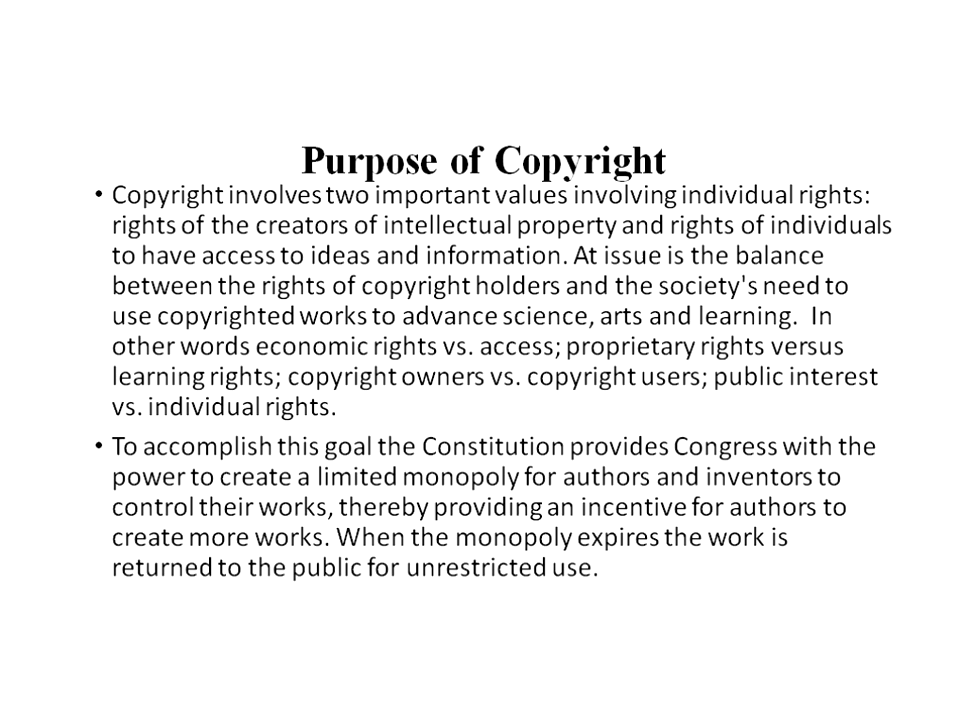 Purpose of Copyright
• Copyright involves two important values involving individual rights:
rights of the creators of intellectual property and rights of individuals
to have access to ideas and information. At issue is the balance
between the rights of copyright holders and the society's need to
use copyrighted works to advance science, arts and learning.  In
other words economic rights vs. access; proprietary rights versus
learning rights; copyright owners vs. copyright users; public interest
vs. individual rights.
• To accomplish this goal the Constitution provides Congress with the
power to create a limited monopoly for authors and inventors to
control their works, thereby providing an incentive for authors to
create more works. When the monopoly expires the work is
returned to the public for unrestricted use.